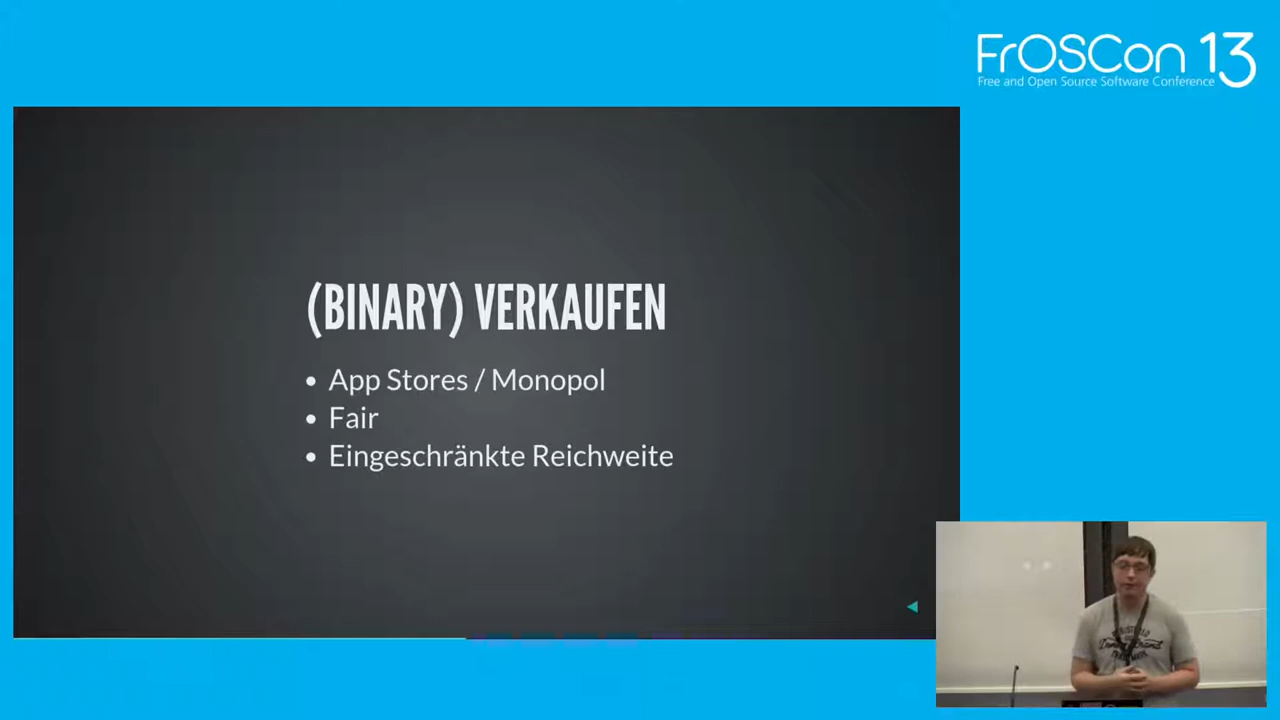 FrOSCon 13
Free and Open Source Software Conference
(BINARY) VERKAUFEN
• App Stores / Monopol
• Fair
• Eingeschränkte Reichweite